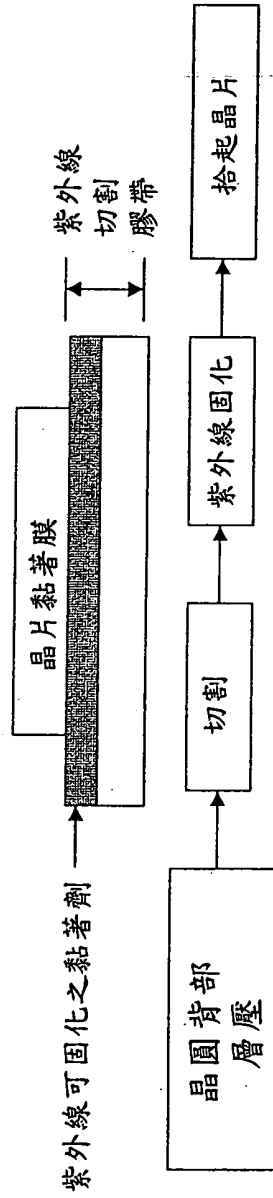 晶片黏著膜
紫外線
切割
膠帶
紫外線可固化之黏著劑
晶圓背部
層壓
切割
紫外線固化
拾起晶片